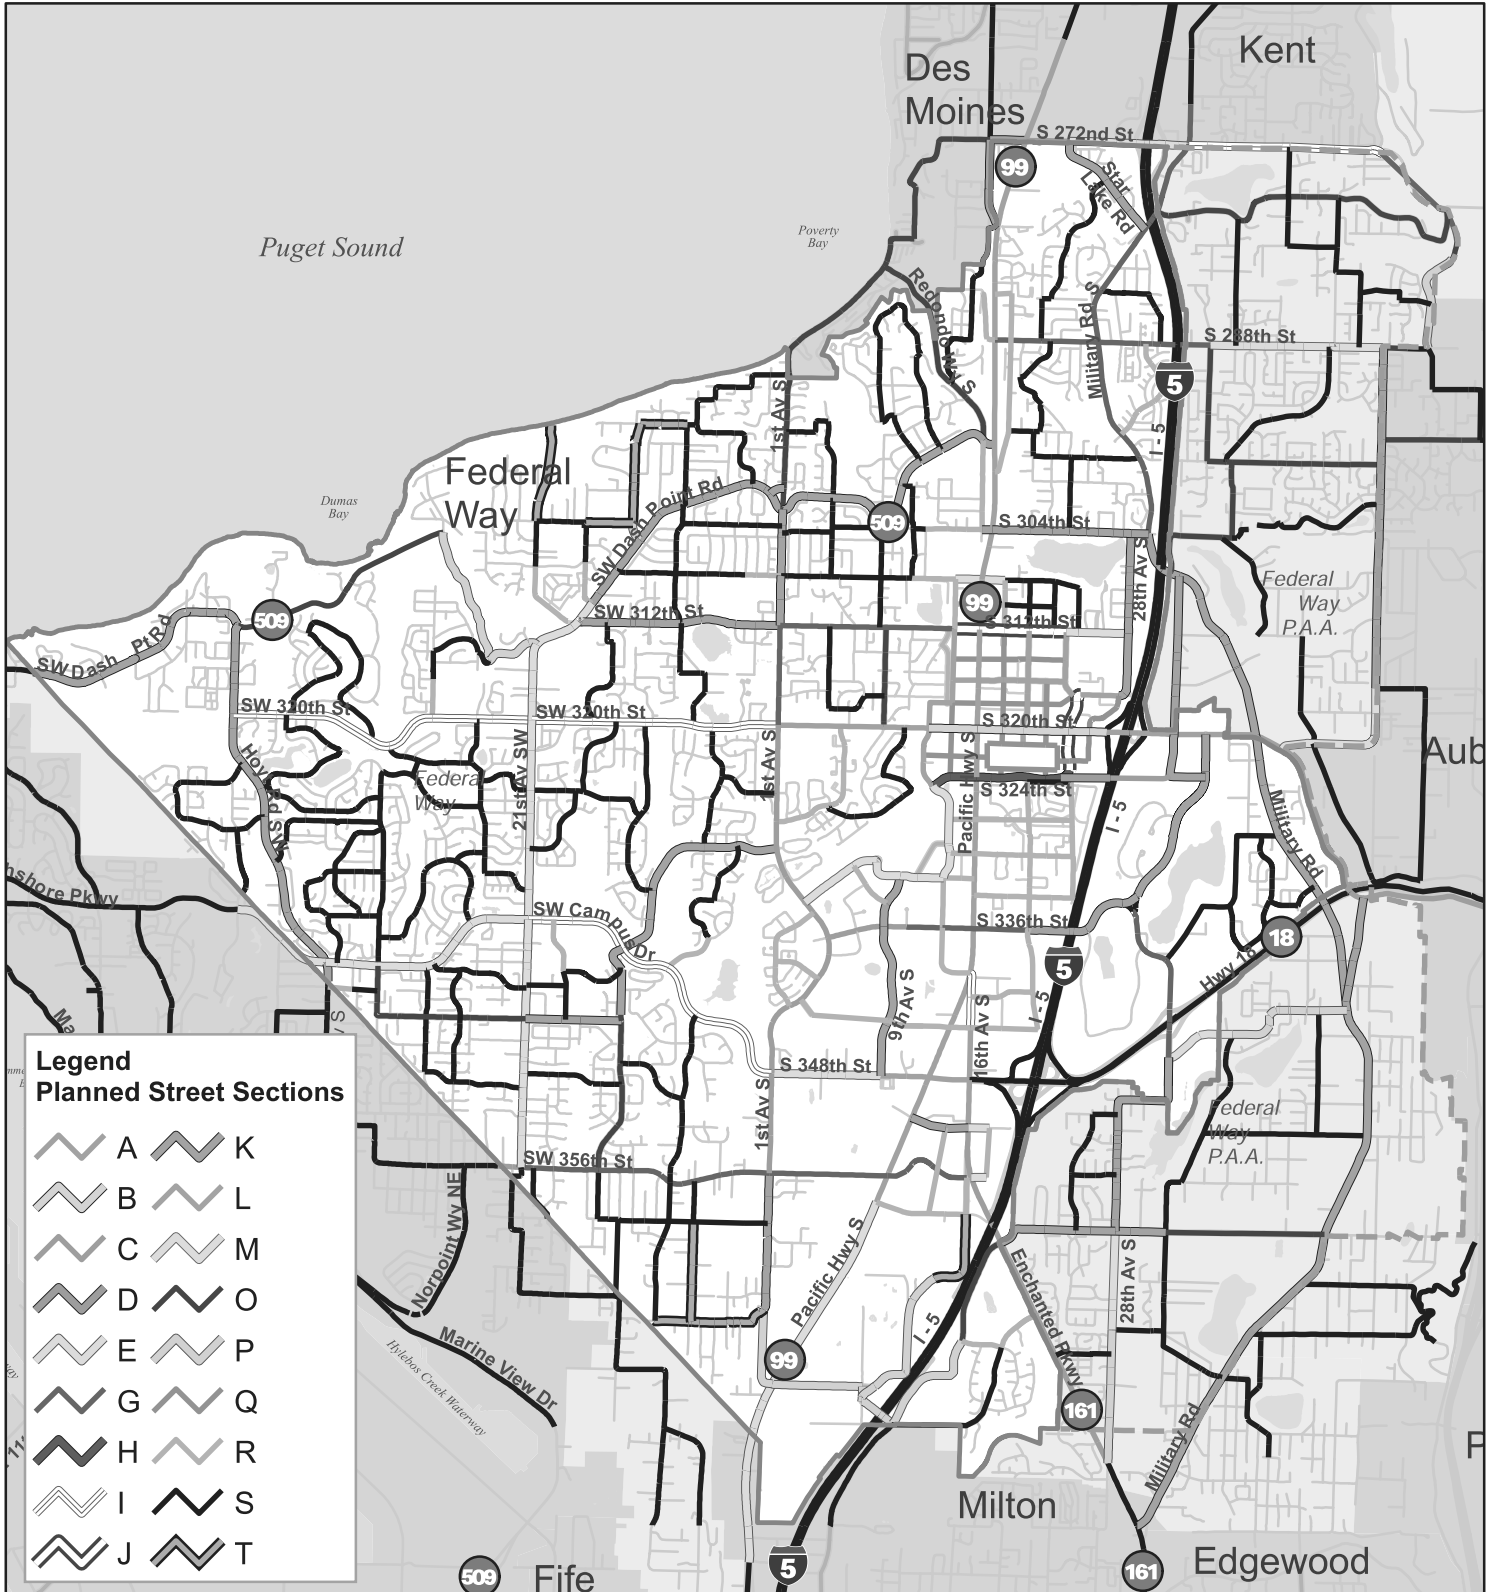 Kent
Des
Moines
S 272nd St
99
Star
Lake Rd
Poverty
Bay
Puget Sound
Redondo Wy S
Military Rd S
S 288th St
5
1st Av S
I - 5
Federal
Way
Dumas
Bay
SW Dash Point Rd
509
S 304th St
28th Av S
Federal
Way
P.A.A.
99
509
SW 312th St
S 312th St
SW Dash Pt Rd
SW 320th St
SW 320th St
S 320th St
1st Av S
Pacific Hwy S
21st Av SW
Federal
Way
S 324th St
I - 5
Military Rd
SW Campus Dr
S 336th St
18
5
Hwy 18
9th Av S
16th Av S
I - 5
S 348th St
1st Av S
Federal
Way
P.A.A.
SW 356th St
Norpoint Wy NE
Pacific Hwy S
Enchanted Pkwy
28th Av S
I - 5
Marine View Dr
Hylebos Creek Waterway
99
161
Military Rd
Milton
5
161
Edgewood
509
Fife
Legend
Planned Street Sections
A K
B L
C M
D O
E P
G Q
H R
I S
J T